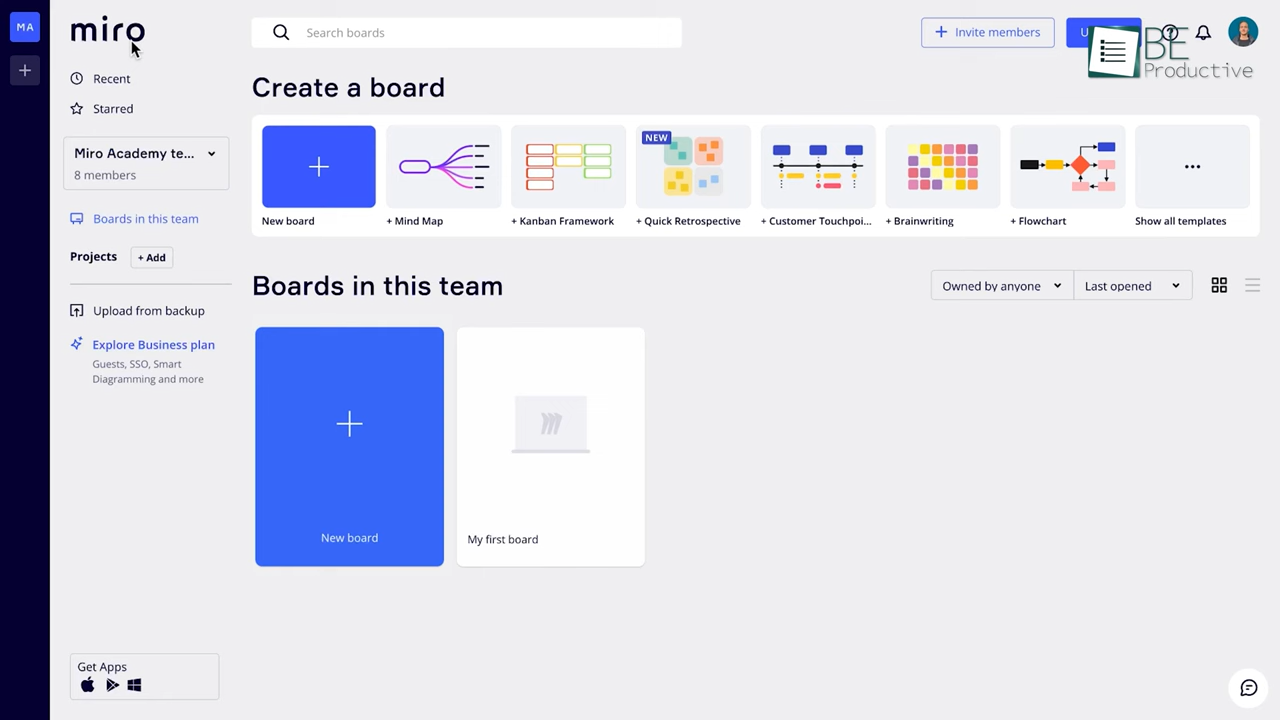 MA
miro
Search boards
Invite members
BE
Productive
Recent
Starred
Miro Academy te...
8 members
Boards in this team
Projects
+ Add
Upload from backup
Explore Business plan
Guests, SSO, Smart
Diagramming and more
Get Apps
Create a board
NEW
New board
+ Mind Map
+ Kanban Framework
+ Quick Retrospective
+ Customer Touchpoi...
+ Brainwriting
+ Flowchart
Show all templates
Boards in this team
Owned by anyone
Last opened
New board
My first board